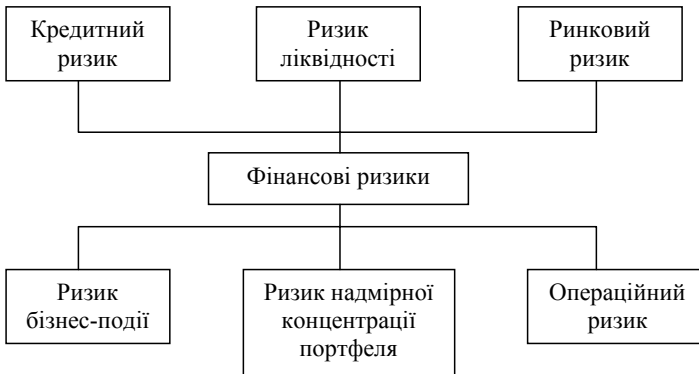 Кредитний
ризик
Ризик
ліквідності
Ринковий
ризик
Фінансові ризики
Ризик
бізнес-події
Ризик надмірної
концентрації
портфеля
Операційний
ризик